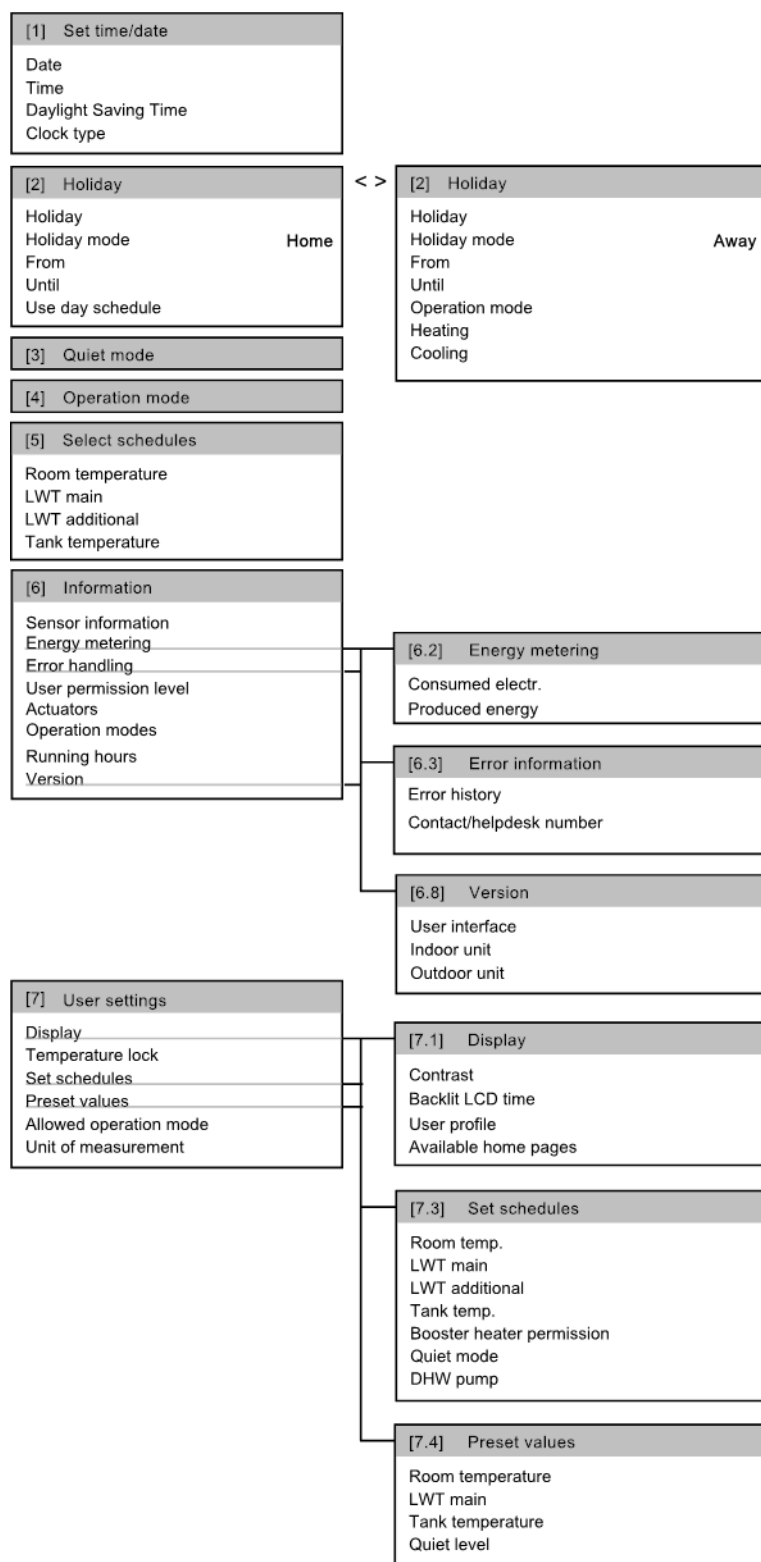 [1] Set time/date
Date
Time
Daylight Saving Time
Clock type
[2] Holiday
Holiday
Holiday mode Home
From
Until
Use day schedule
< >
[2] Holiday
Holiday
Holiday mode Away
From
Until
Operation mode
Heating
Cooling
[3] Quiet mode
[4] Operation mode
[5] Select schedules
Room temperature
LWT main
LWT additional
Tank temperature
[6] Information
Sensor information
Energy metering
Error handling
User permission level
Actuators
Operation modes
Running hours
Version
[6.2] Energy metering
Consumed electr.
Produced energy
[6.3] Error information
Error history
Contact/helpdesk number
[6.8] Version
User interface
Indoor unit
Outdoor unit
[7] User settings
Display
Temperature lock
Set schedules
Preset values
Allowed operation mode
Unit of measurement
[7.1] Display
Contrast
Backlit LCD time
User profile
Available home pages
[7.3] Set schedules
Room temp.
LWT main
LWT additional
Tank temp.
Booster heater permission
Quiet mode
DHW pump
[7.4] Preset values
Room temperature
LWT main
Tank temperature
Quiet level